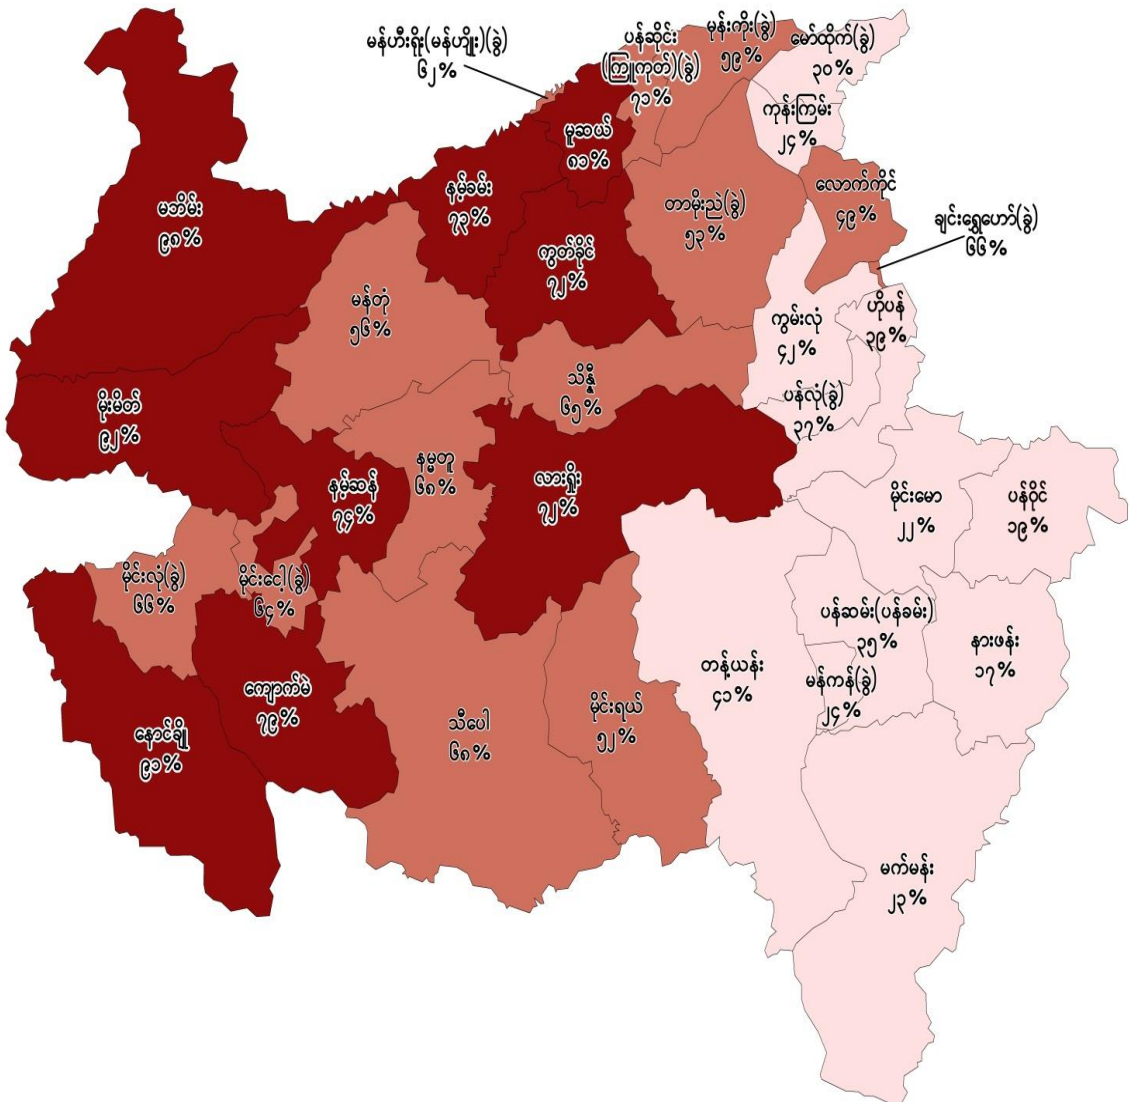 မန်ဟီးရိုး(မန်ဟျိုး)(ခွဲ)
၆၂%
ပန်ဆိုင်း
(ကြူကုတ်)(ခွဲ)
၇၁%
မုန်းကိုး(ခွဲ)
၅၉%
မော်ထိုက်(ခွဲ)
၃၀%
ကုန်းကြမ်း
၂၄%
မူဆယ်
၈၁%
နမ့်ခမ်း
၇၃%
မဘိမ်း
၉၈%
ကွတ်ခိုင်
၇၂%
တာမိုးညဲ(ခွဲ)
၅၃%
လောက်ကိုင်
၄၉%
ချင်းရွှေဟော်(ခွဲ)
၆၆%
မန်တုံ
၅၆%
ကွမ်းလုံ
၄၂%
ဟိုပန်
၃၉%
သိန္နီ
၆၅%
ပန်လုံ(ခွဲ)
၃၇%
မိုးမိတ်
၉၂%
နမ္မတူ
၆၈%
နမ့်ဆန်
၇၄%
လားရှိုး
၇၂%
မိုင်းမော
၂၂%
ပန်ဝိုင်
၁၉%
မိုင်းလုံ(ခွဲ)
၆၆%
မိုင်းငေါ့(ခွဲ)
၆၄%
ပန်ဆမ်း(ပန်ခမ်း)
၃၅%
နားဖန်း
၁၇%
တန့်ယန်း
၄၁%
မန်ကန်(ခွဲ)
၂၄%
ကျောက်မဲ
၇၉%
နောင်ချို
၉၁%
သီပေါ
၆၈%
မိုင်းရယ်
၅၂%
မက်မန်း
၂၃%